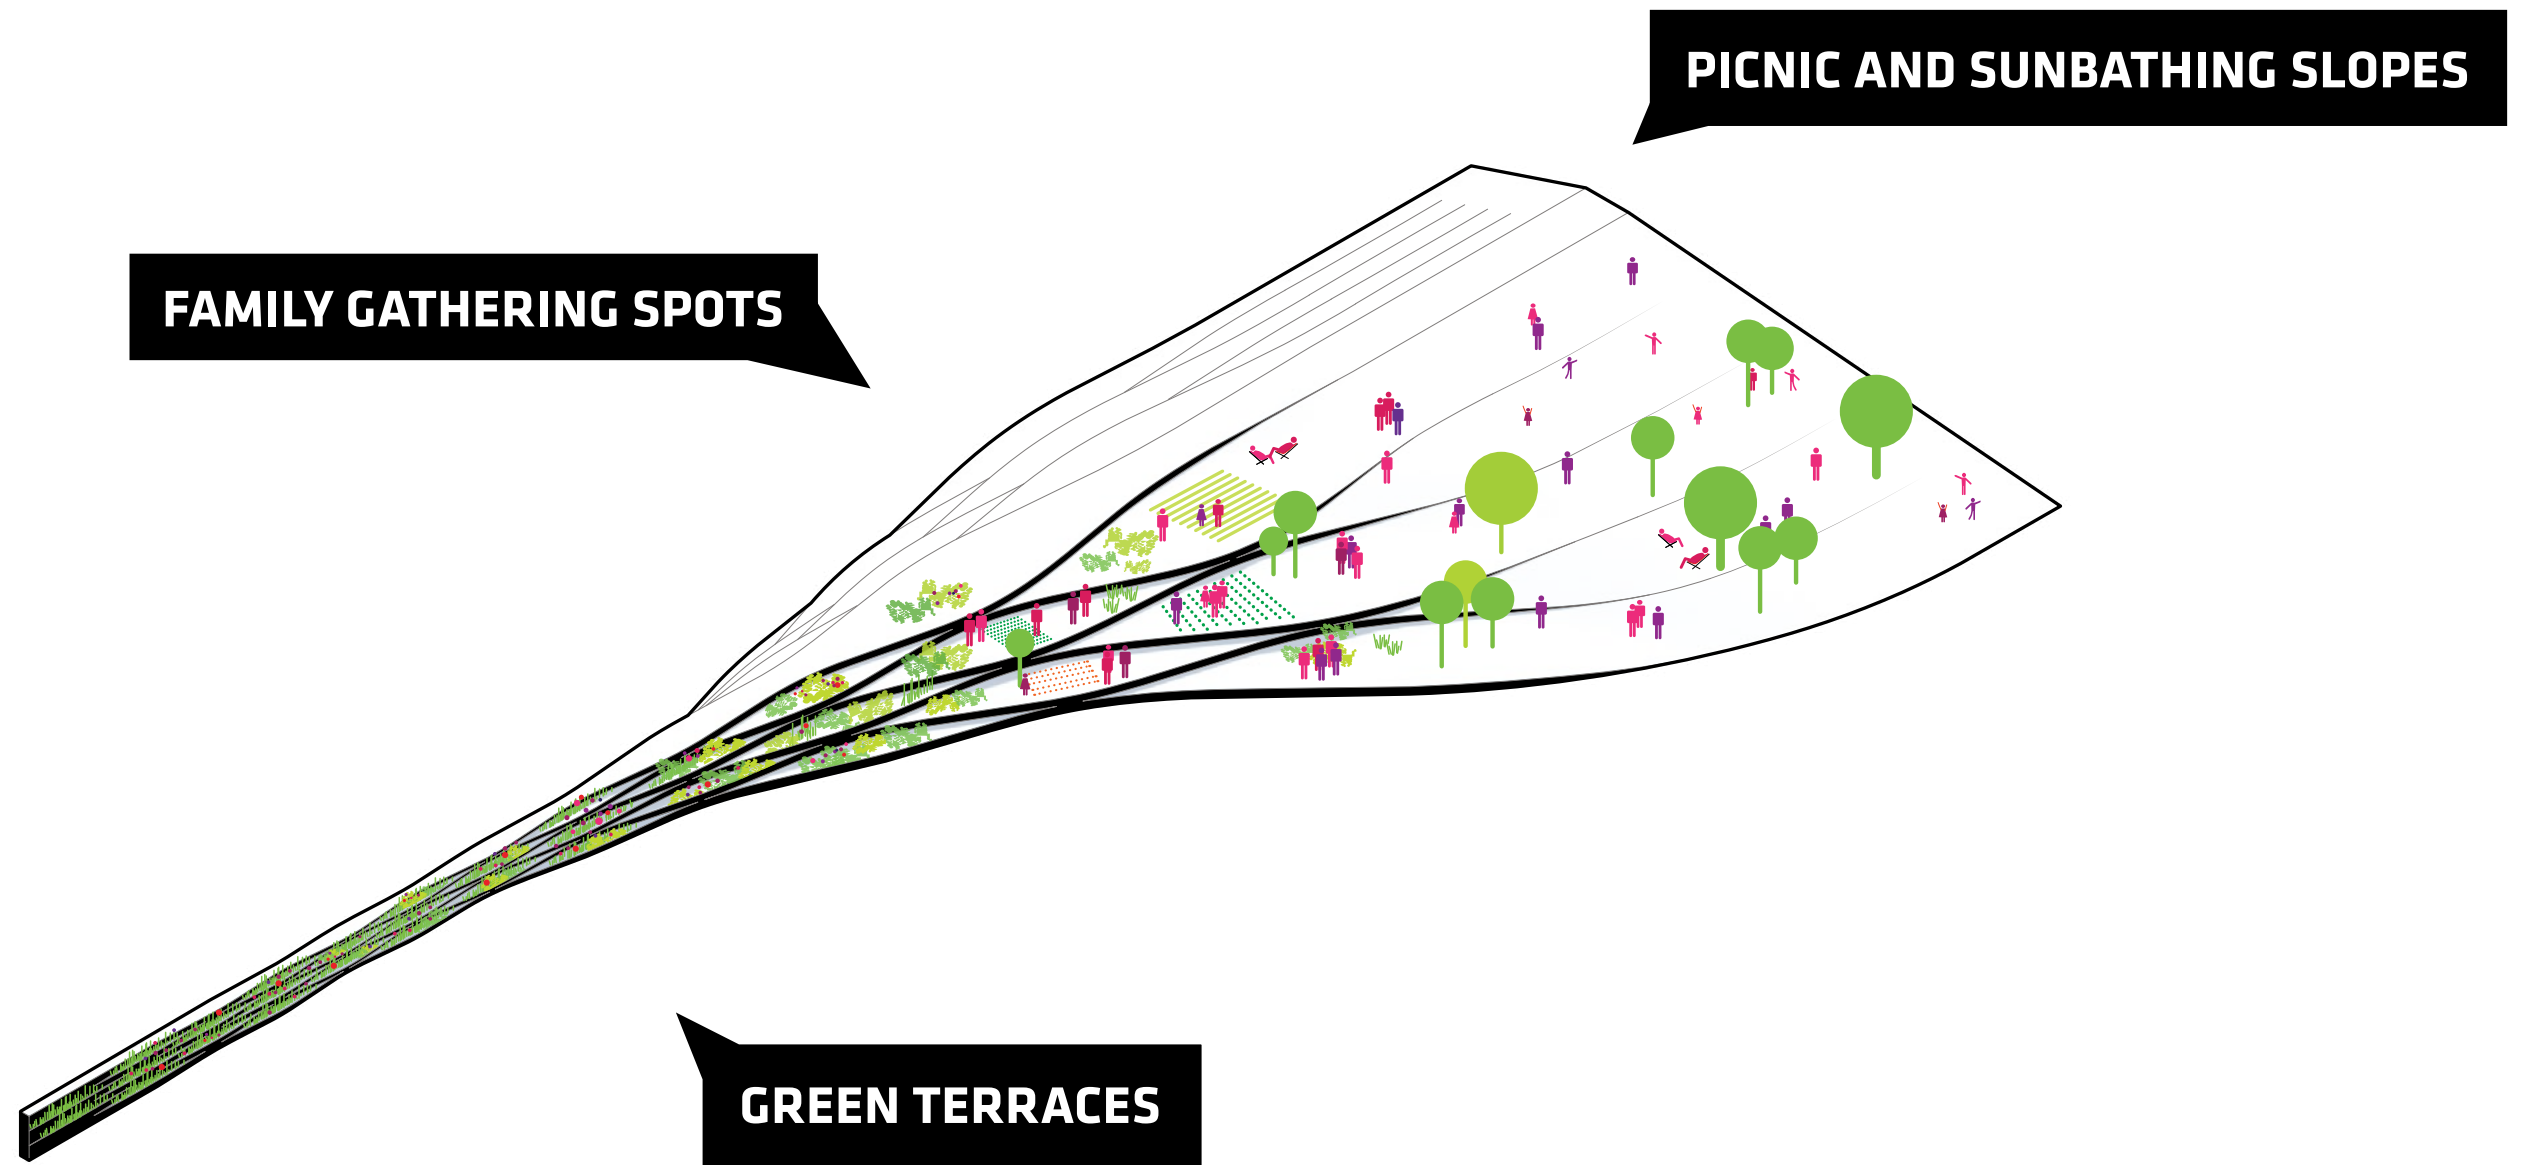 PICNIC AND SUNBATHING SLOPES
FAMILY GATHERING SPOTS
GREEN TERRACES